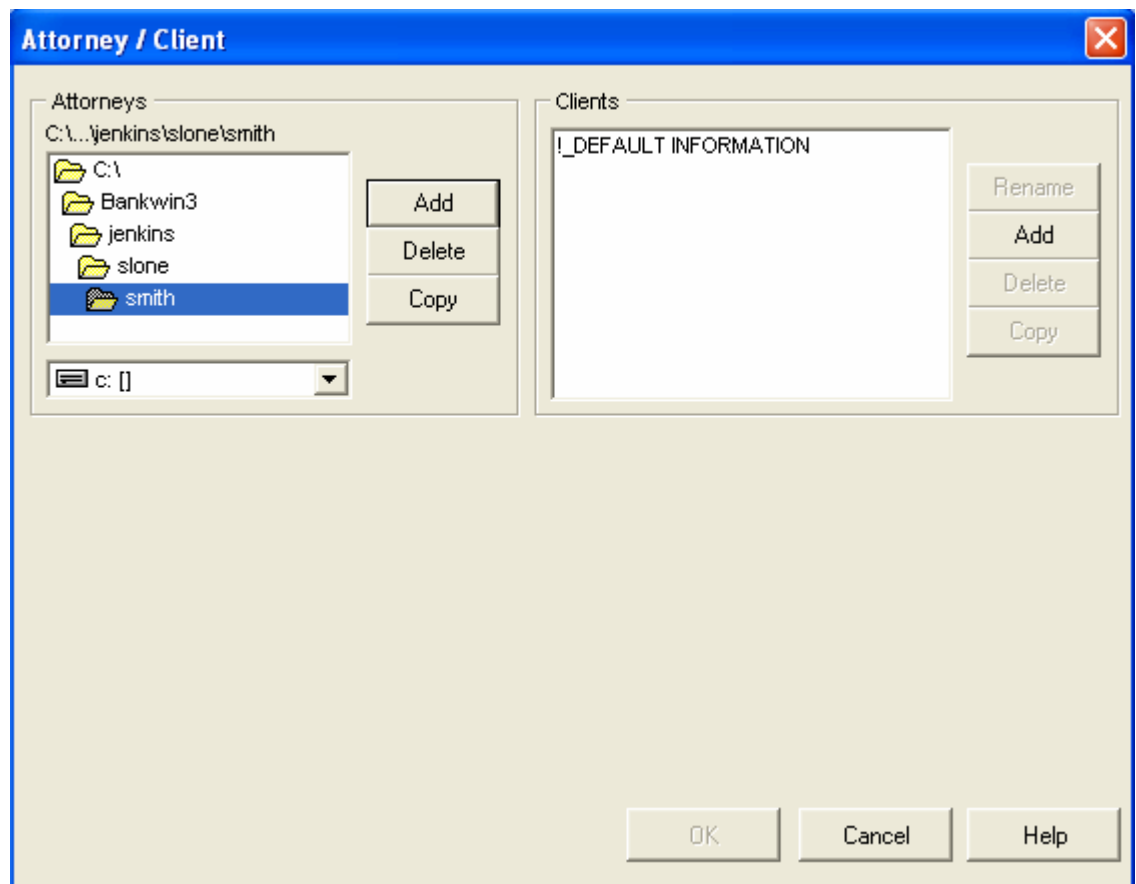 Attorney / Client
Attorneys
C:\...\jenkins\slone\smith
C:\
Bankwin3
jenkins
slone
smith
c: []
Add
Delete
Copy
Clients
!_DEFAULT INFORMATION
Rename
Add
Delete
Copy
OK
Cancel
Help